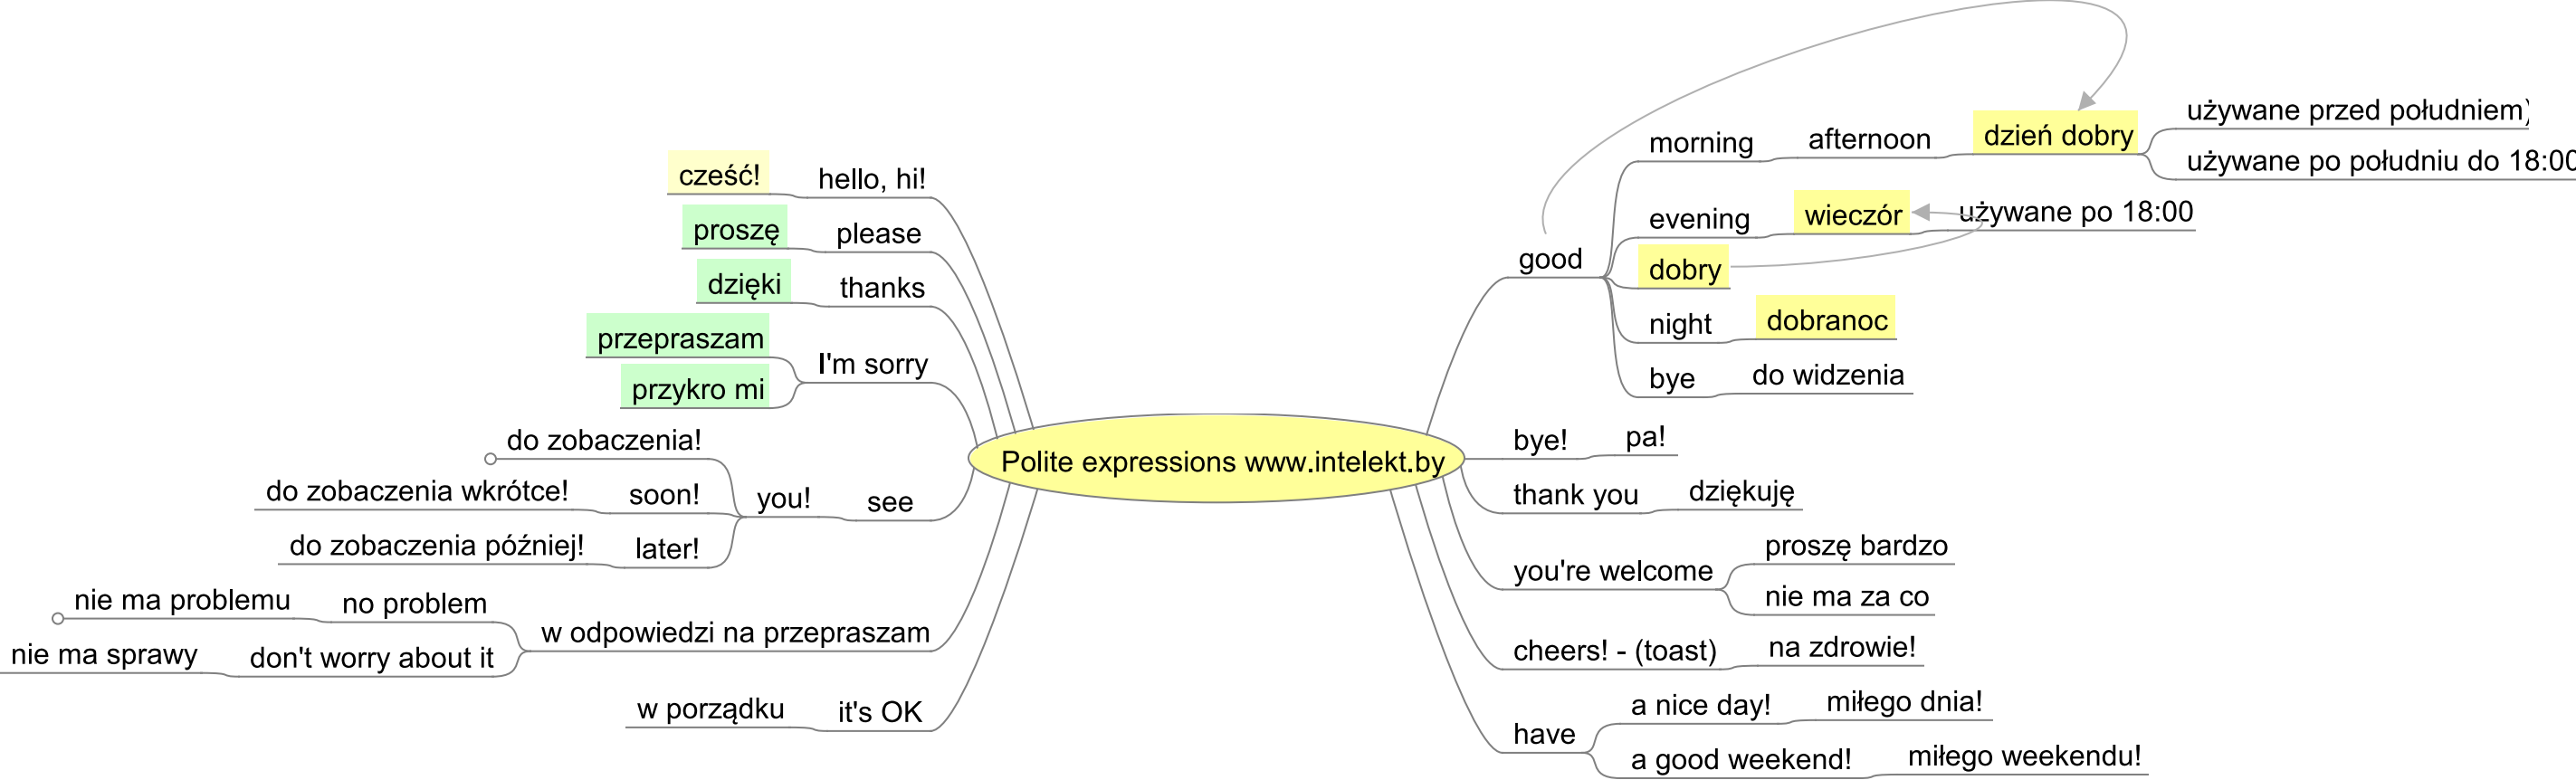 Polite expressions www.intelekt.by
hello, hi!
cześć!
please
proszę
thanks
dzięki
I'm sorry
przepraszam
przykro mi
see
you!
do zobaczenia!
soon!
do zobaczenia wkrótce!
later!
do zobaczenia później!
w odpowiedzi na przepraszam
no problem
nie ma problemu
don't worry about it
nie ma sprawy
it's OK
w porządku
good
morning
afternoon
dzień dobry
używane przed południem)
używane po południu do 18:00
evening
wieczór
używane po 18:00
dobry
night
dobranoc
bye
do widzenia
bye!
pa!
thank you
dziękuję
you're welcome
proszę bardzo
nie ma za co
cheers! - (toast)
na zdrowie!
have
a nice day!
miłego dnia!
a good weekend!
miłego weekendu!